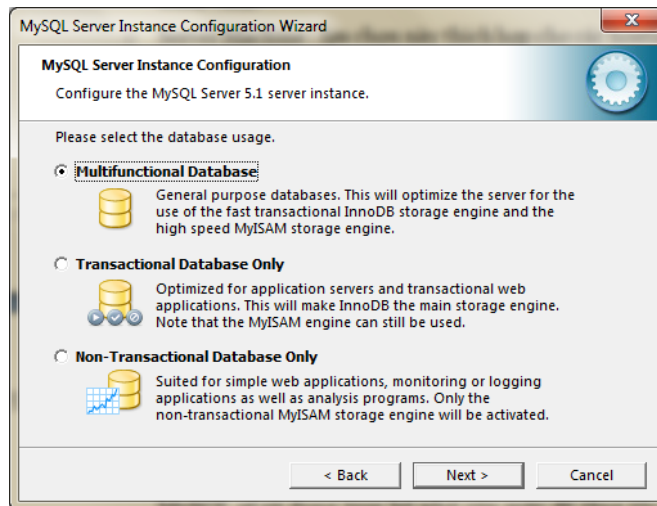 MySQL Server Instance Configuration Wizard
MySQL Server Instance Configuration
Configure the MySQL Server 5.1 server instance.
Please select the database usage.
Multifunctional Database
General purpose databases. This will optimize the server for the
use of the fast transactional InnoDB storage engine and the
high speed MyISAM storage engine.
Transactional Database Only
Optimized for application servers and transactional web
applications. This will make InnoDB the main storage engine.
Note that the MyISAM engine can still be used.
Non-Transactional Database Only
Suited for simple web applications, monitoring or logging
applications as well as analysis programs. Only the
non-transactional MyISAM storage engine will be activated.
< Back
Next >
Cancel